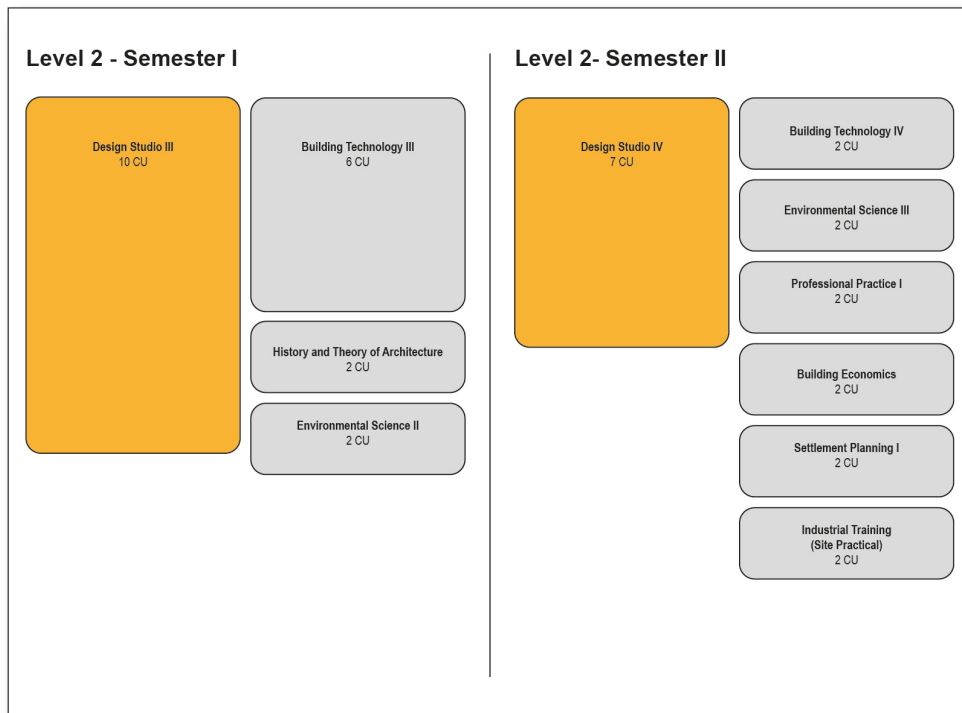 Level 2 - Semester I
Design Studio III
10 CU
Building Technology III
6 CU
History and Theory of Architecture
2 CU
Environmental Science II
2 CU
Level 2- Semester II
Design Studio IV
7 CU
Building Technology IV
2 CU
Environmental Science III
2 CU
Professional Practice I
2 CU
Building Economics
2 CU
Settlement Planning I
2 CU
Industrial Training
(Site Practical)
2 CU